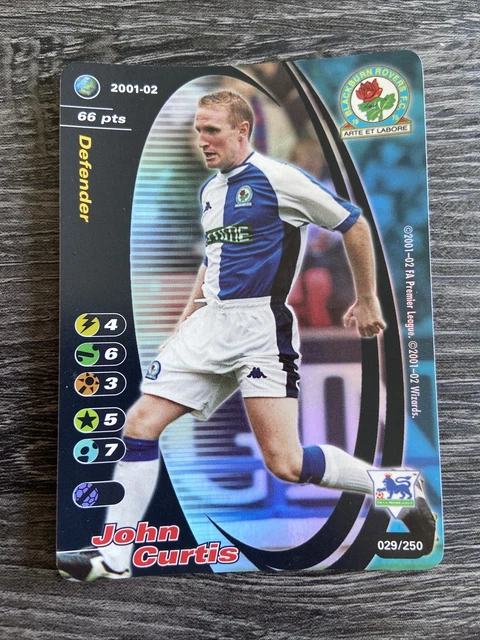 2001-02
66 pts
Defender
BLACKBURN ROVERS F.C.
ARTE ET LABORE
4
6
3
5
7
©2001-02 FA Premier League. ©2001-02 Wizards.
John
Curtis
029/250